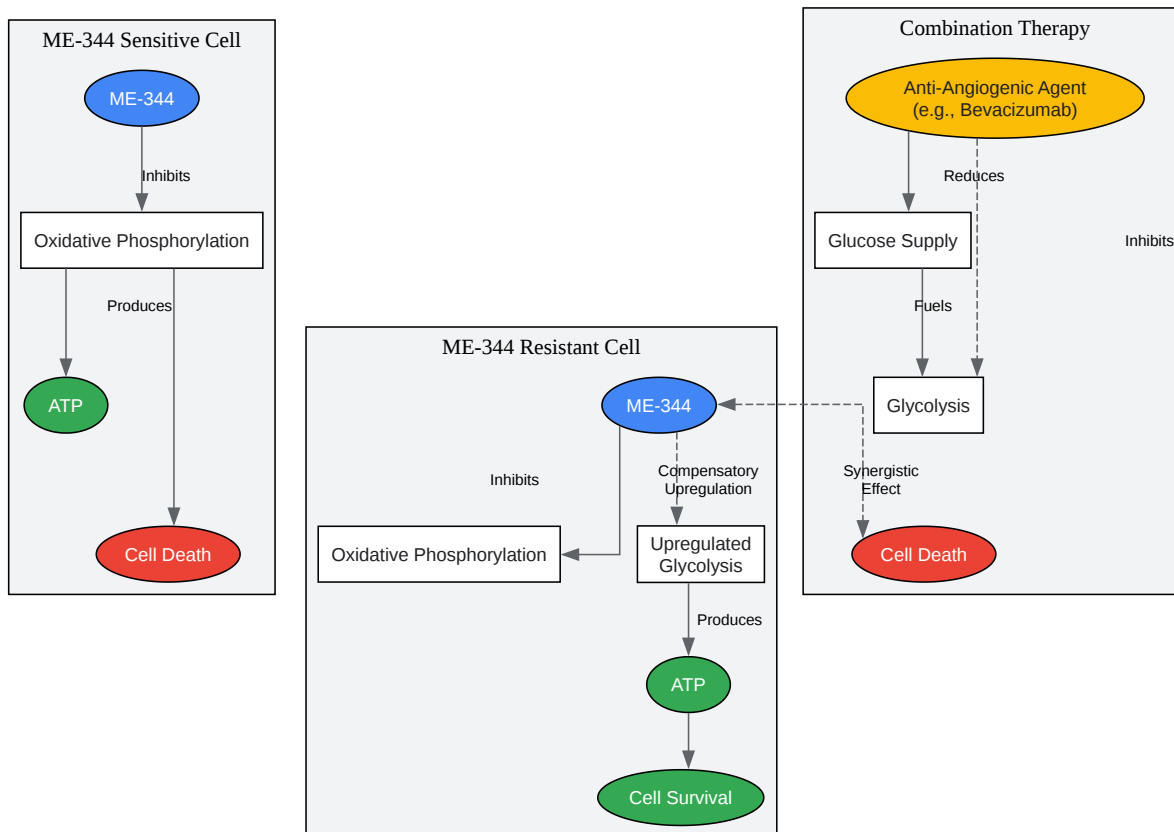 ME-344 Sensitive Cell
ME-344
Inhibits
Oxidative Phosphorylation
Produces
ATP
Cell Death
ME-344 Resistant Cell
ME-344
Inhibits
Compensatory
Upregulation
Oxidative Phosphorylation
Upregulated
Glycolysis
Produces
ATP
Cell Survival
Combination Therapy
Anti-Angiogenic Agent
(e.g., Bevacizumab)
Reduces
Glucose Supply
Inhibits
Fuels
Glycolysis
Synergistic
Effect
Cell Death